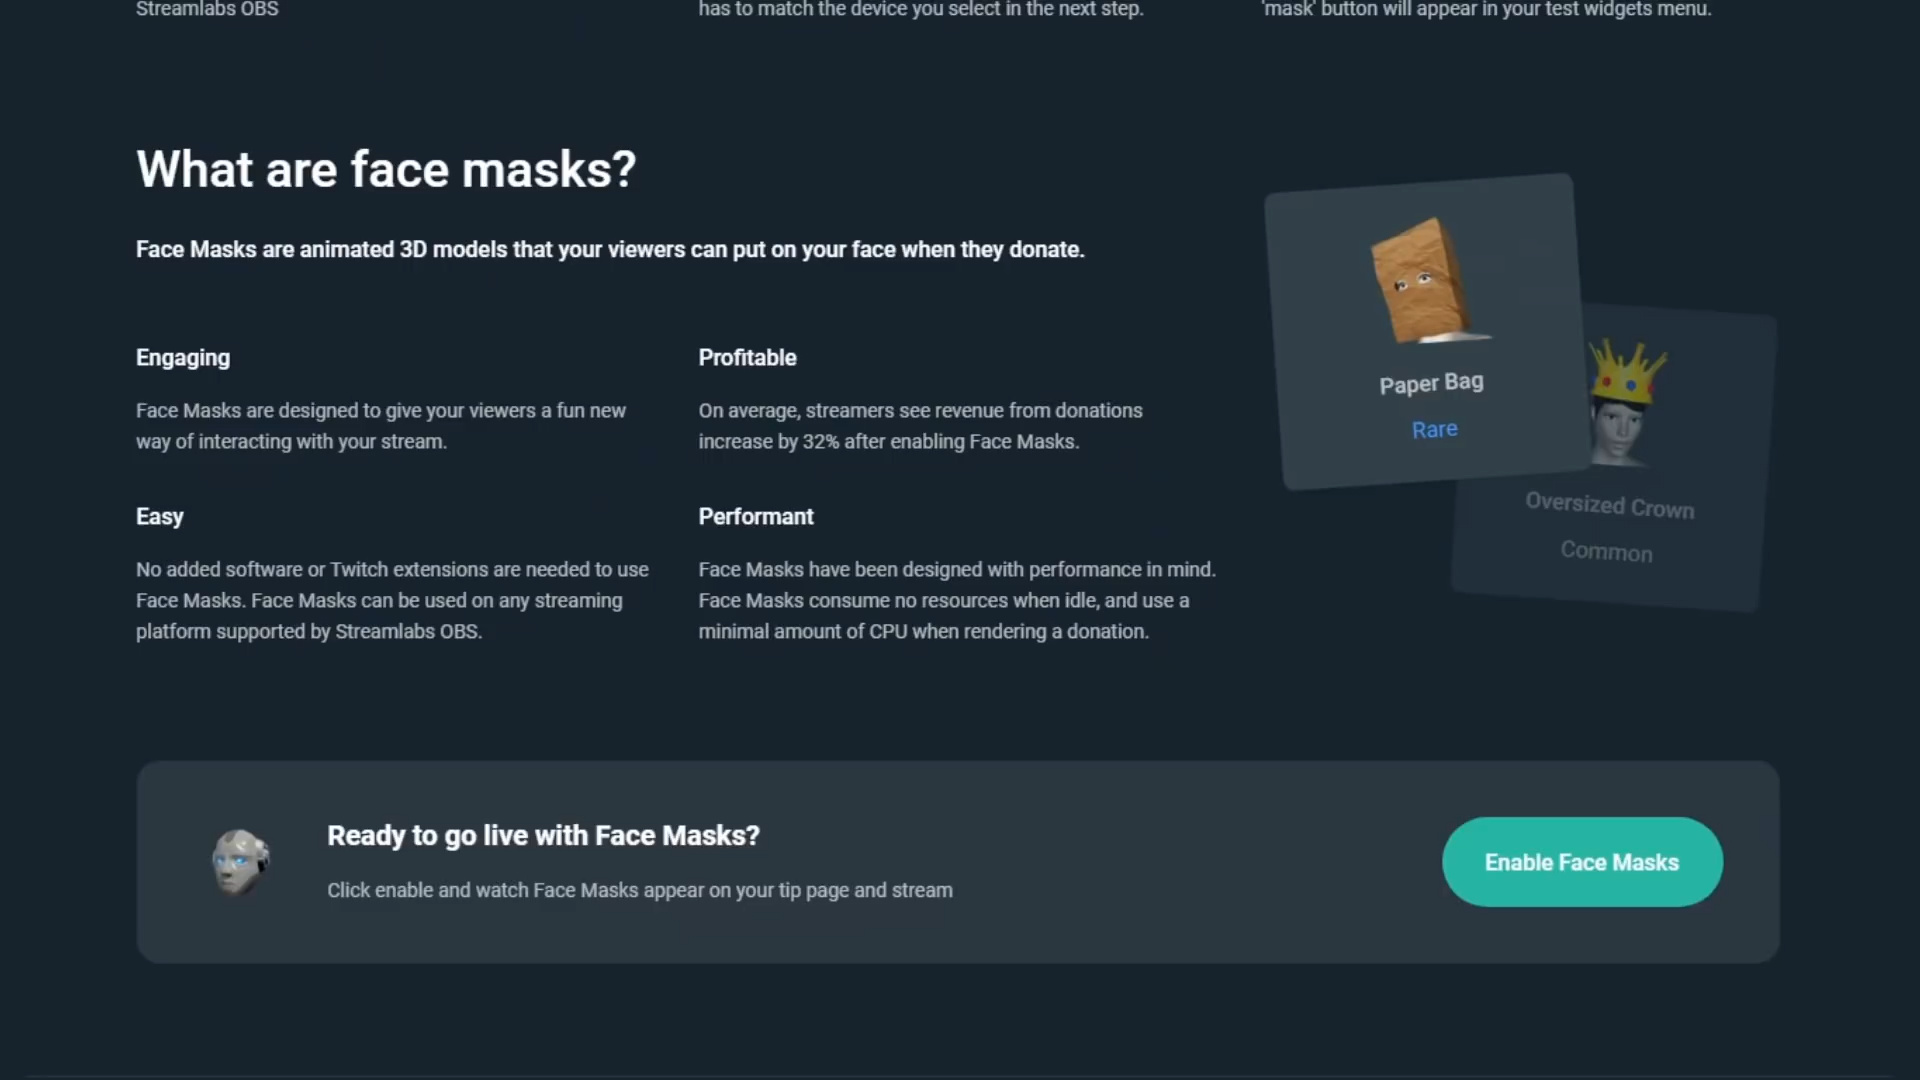 Streamlabs OBS
has to match the device you select in the next step.
'mask' button will appear in your test widgets menu.
What are face masks?
Face Masks are animated 3D models that your viewers can put on your face when they donate.
Engaging
Face Masks are designed to give your viewers a fun new
way of interacting with your stream.
Profitable
On average, streamers see revenue from donations
increase by 32% after enabling Face Masks.
Easy
No added software or Twitch extensions are needed to use
Face Masks. Face Masks can be used on any streaming
platform supported by Streamlabs OBS.
Performant
Face Masks have been designed with performance in mind.
Face Masks consume no resources when idle, and use a
minimal amount of CPU when rendering a donation.
Paper Bag
Rare
Oversized Crown
Common
Ready to go live with Face Masks?
Click enable and watch Face Masks appear on your tip page and stream
Enable Face Masks